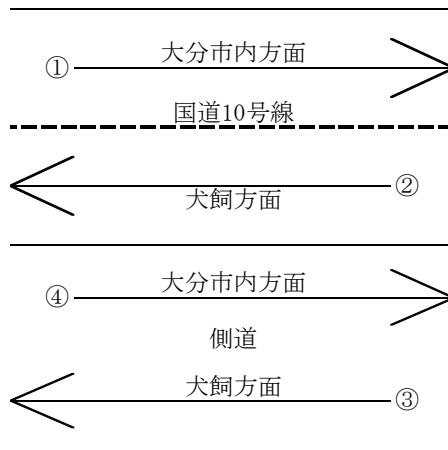 大分市内方面
①
国道10号線
②
犬飼方面
大分市内方面
④
側道
犬飼方面
③